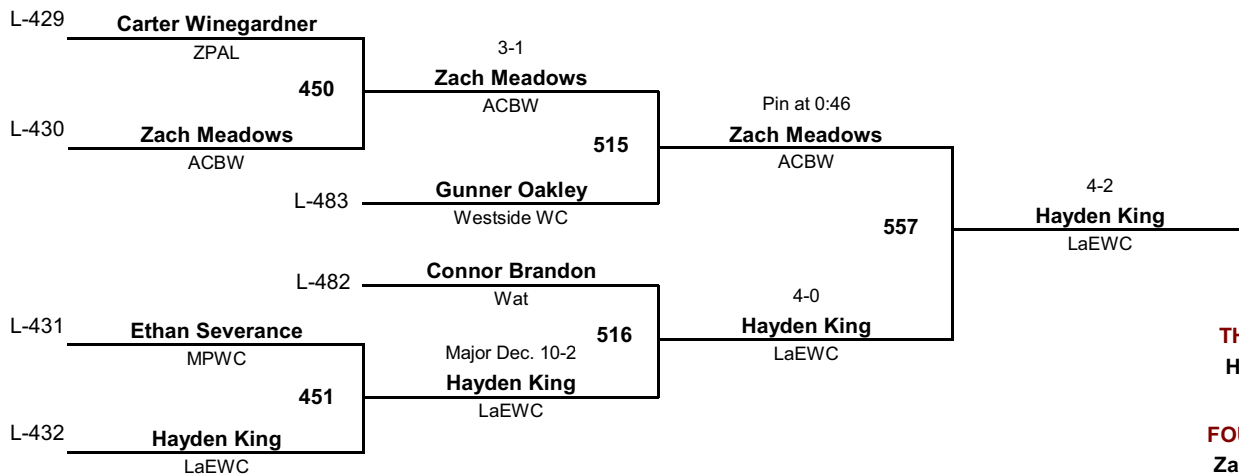 L-429
Carter Winegardner
ZPAL
3-1
450
Zach Meadows
ACBW
Pin at 0:46
L-430
Zach Meadows
ACBW
515
Zach Meadows
ACBW
L-483
Gunner Oakley
Westside WC
4-2
Hayden King
LaEWC
557
L-482
Connor Brandon
Wat
4-0
L-431
Ethan Severance
MPWC
516
Hayden King
LaEWC
Major Dec. 10-2
451
Hayden King
LaEWC
L-432
Hayden King
LaEWC
TH
H
FOU
Za